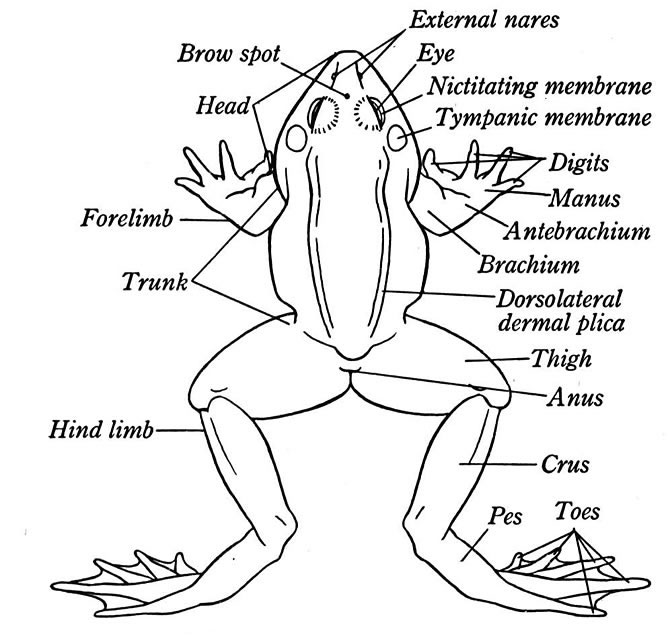 External nares
Brow spot
Eye
Nictitating membrane
Head
Tympanic membrane
Digits
Manus
Forelimb
Antebrachium
Brachium
Trunk
Dorsolateral
dermal plica
Thigh
Anus
Hind limb
Crus
Pes
Toes